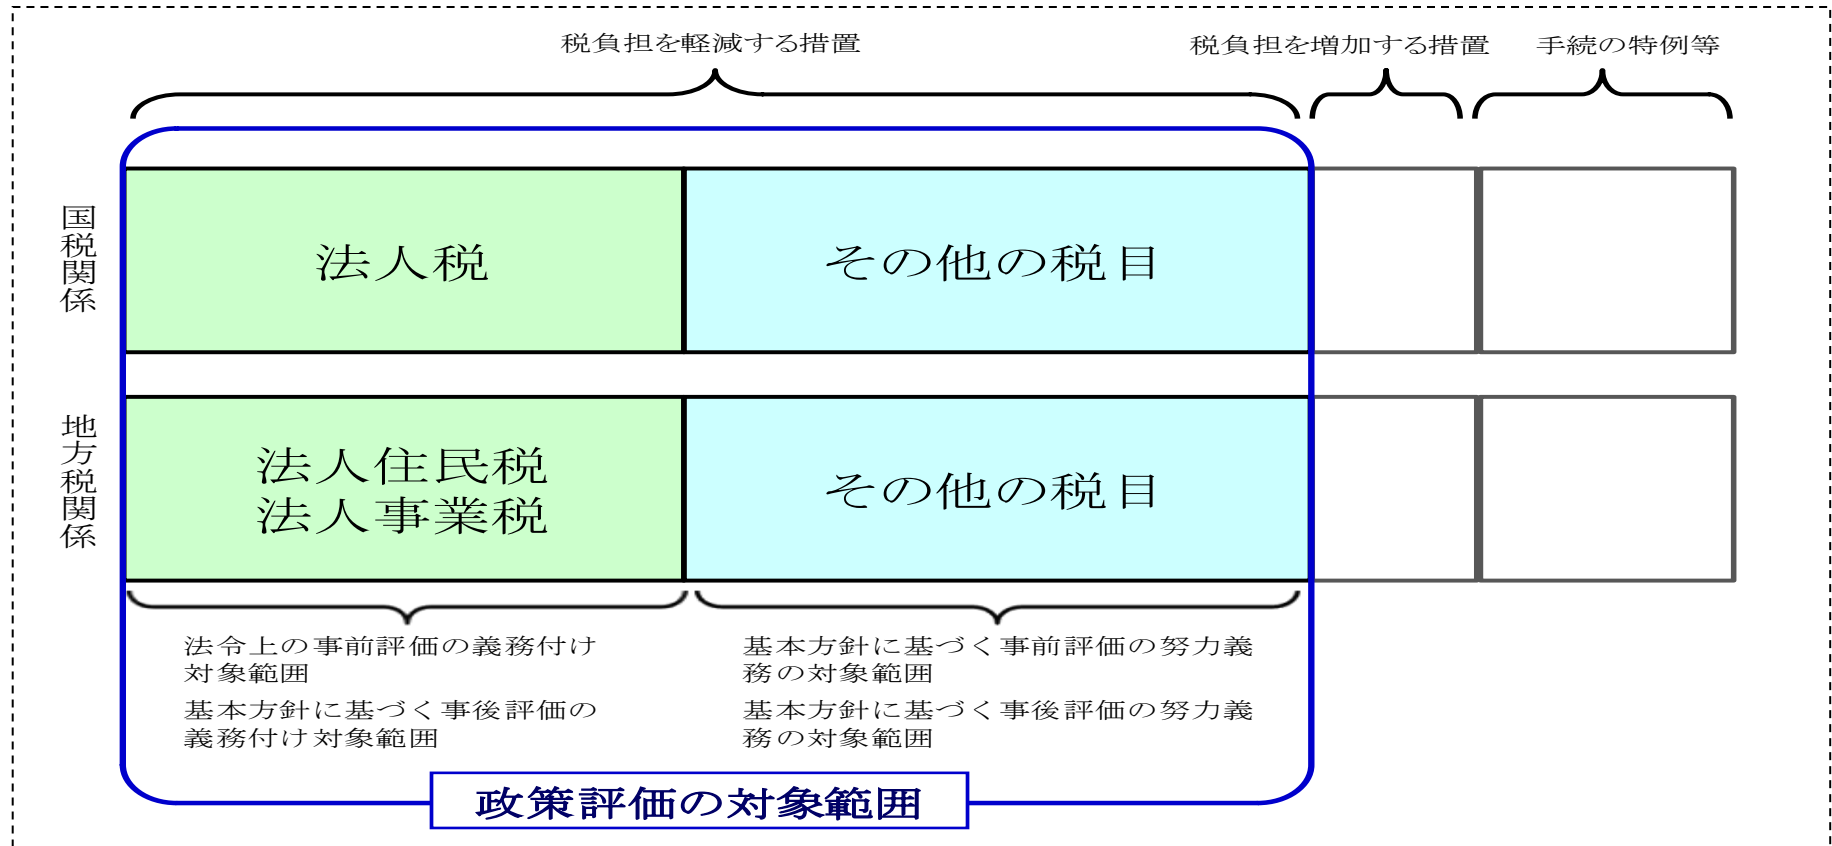 税負担を軽減する措置
税負担を増加する措置
手続の特例等
国税関係
法人税
その他の税目
地方税関係
法人住民税
法人事業税
その他の税目
法令上の事前評価の義務付け
対象範囲
基本方針に基づく事後評価の
義務付け対象範囲
基本方針に基づく事前評価の努力義
務の対象範囲
基本方針に基づく事後評価の努力義
務の対象範囲
政策評価の対象範囲